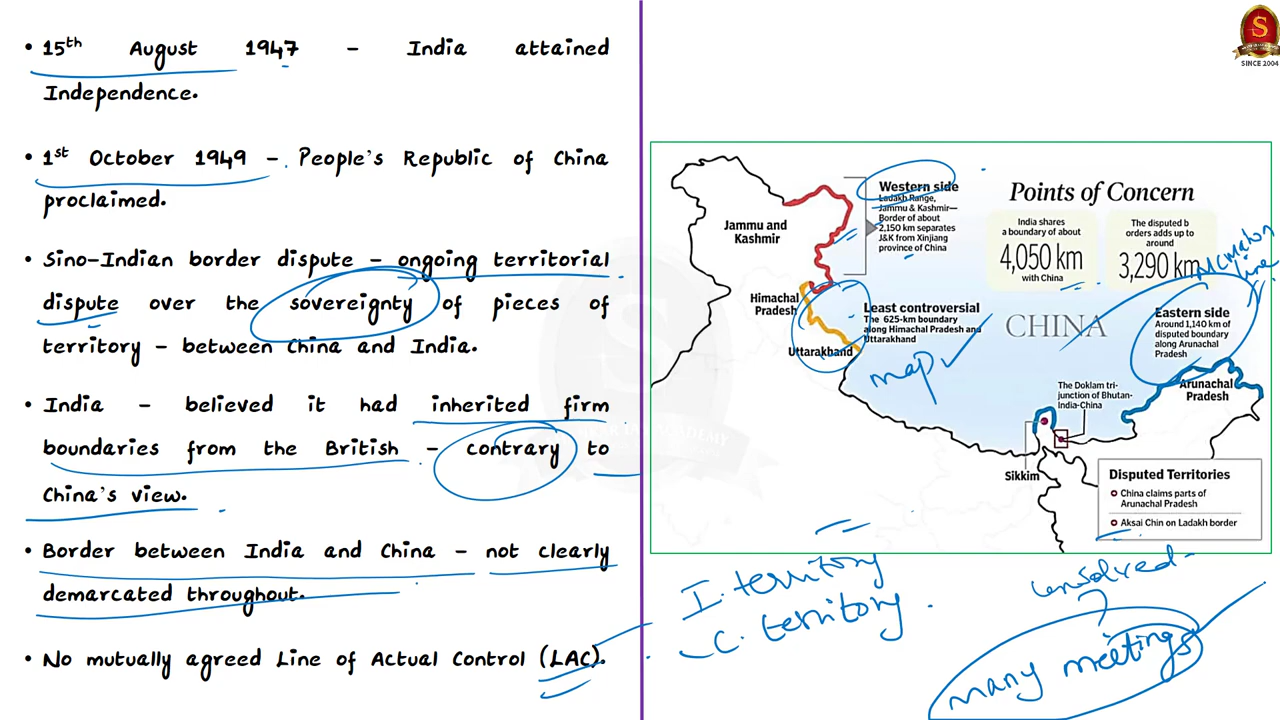 • 15th August 1947 – India attained
Independence.
• 1st October 1949 – People's Republic of China
proclaimed.
• Sino-Indian border dispute – ongoing territorial
dispute over the sovereignty of pieces of
territory – between China and India.
• India – believed it had inherited firm
boundaries from the British – contrary to
China's view.
• Border between India and China – not clearly
demarcated throughout.
• No mutually agreed Line of Actual Control (LAC).
S
SINCE 2004
Points of Concern
Western side
Ladakh Range,
Jammu & Kashmir—
Border of about
2,150 km separates
J&K from Xinjiang
province of China
India shares
a boundary of about
4,050 km
with China
The disputed b
orders adds up to
around
3,290 km
McMahon
Line
Jammu and
Kashmir
Himachal
Pradesh
Uttarakhand
Least controversial
The 625-km boundary
along Himachal Pradesh and
Uttarakhand
CHINA
Eastern side
Around 1,140 km of
disputed boundary
along Arunachal
Pradesh
map
The Doklam tri-
junction of Bhutan-
India-China
Arunachal
Pradesh
Sikkim
Disputed Territories
China claims parts of
Arunachal Pradesh
Aksai Chin on Ladakh border
I. territory
C. territory
unsolved
many meetings